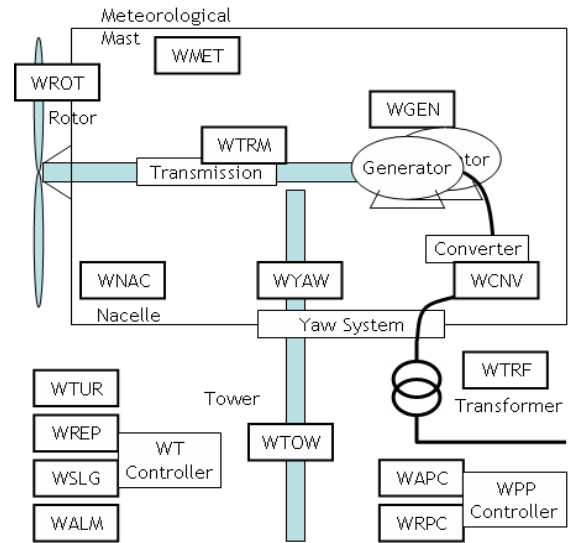 Meteorological
Mast
WMET
WROT
Rotor
WGEN
WTRM
Transmission
Generator
tor
Converter
WNAC
WYAW
WCNV
Nacelle
Yaw System
WTRF
Transformer
WTUR
Tower
WREP
WT
Controller
WTOW
WSLG
WALM
WAPC
WPP
Controller
WRPC